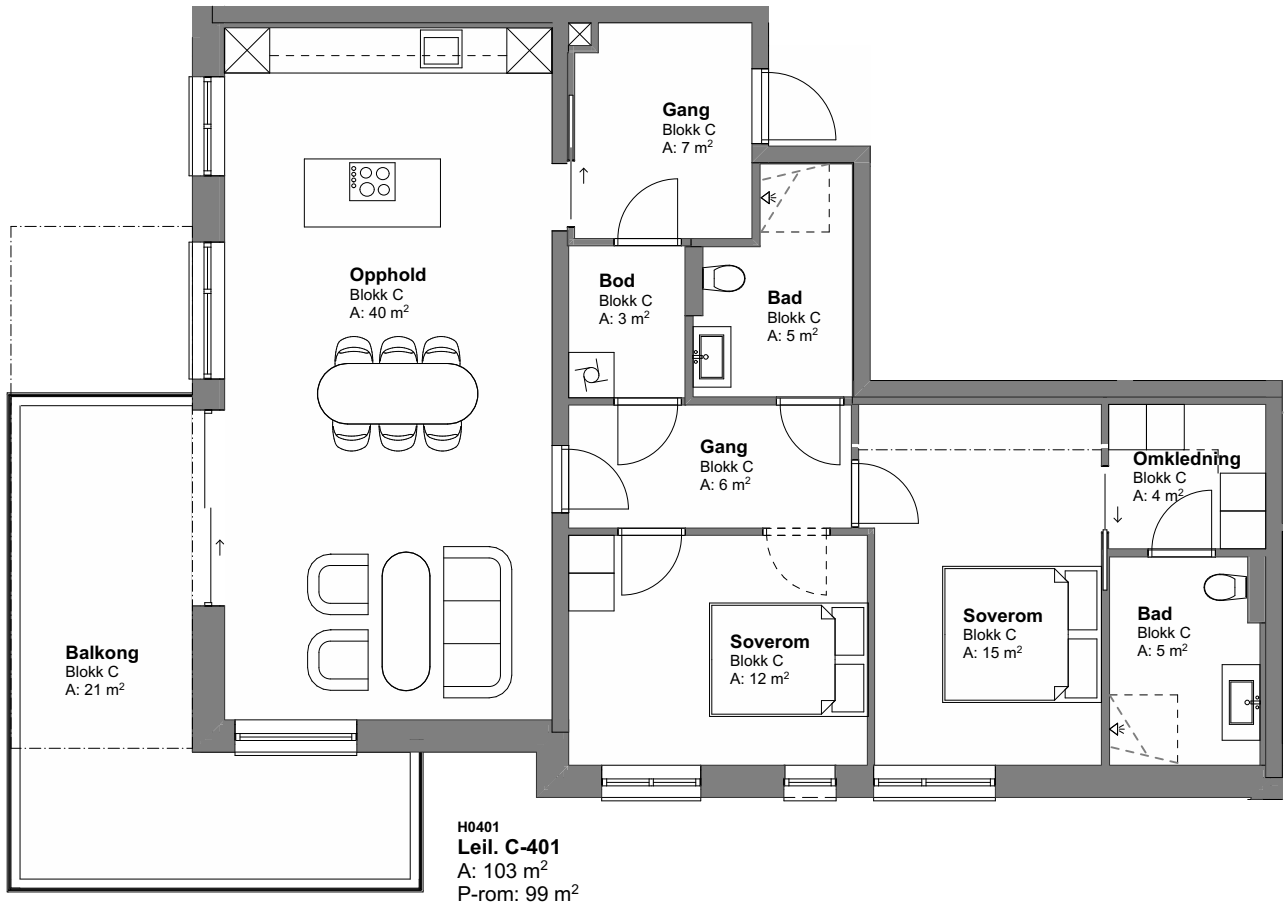 Gang
Blokk C
A: 7 m²
Opphold
Blokk C
A: 40 m²
Bod
Blokk C
A: 3 m²
Bad
Blokk C
A: 5 m²
Gang
Blokk C
A: 6 m²
Omkledning
Blokk C
A: 4 m²
Balkong
Blokk C
A: 21 m²
Soverom
Blokk C
A: 12 m²
Soverom
Blokk C
A: 15 m²
Bad
Blokk C
A: 5 m²
H0401
Leil. C-401
A: 103 m²
P-rom: 99 m²